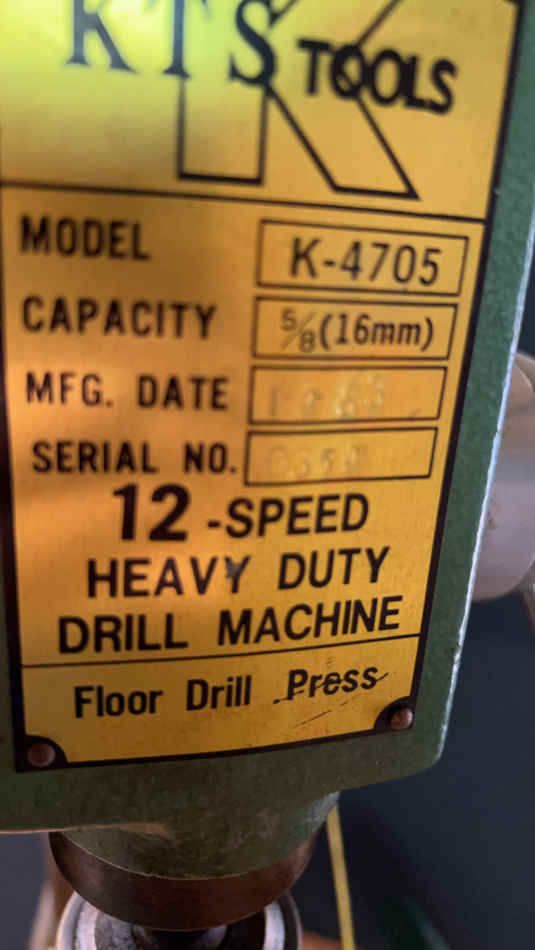 KTS TOOLS
MODEL K-4705
CAPACITY 5/8(16mm)
MFG. DATE
SERIAL NO.
12-SPEED
HEAVY DUTY
DRILL MACHINE
Floor Drill Press